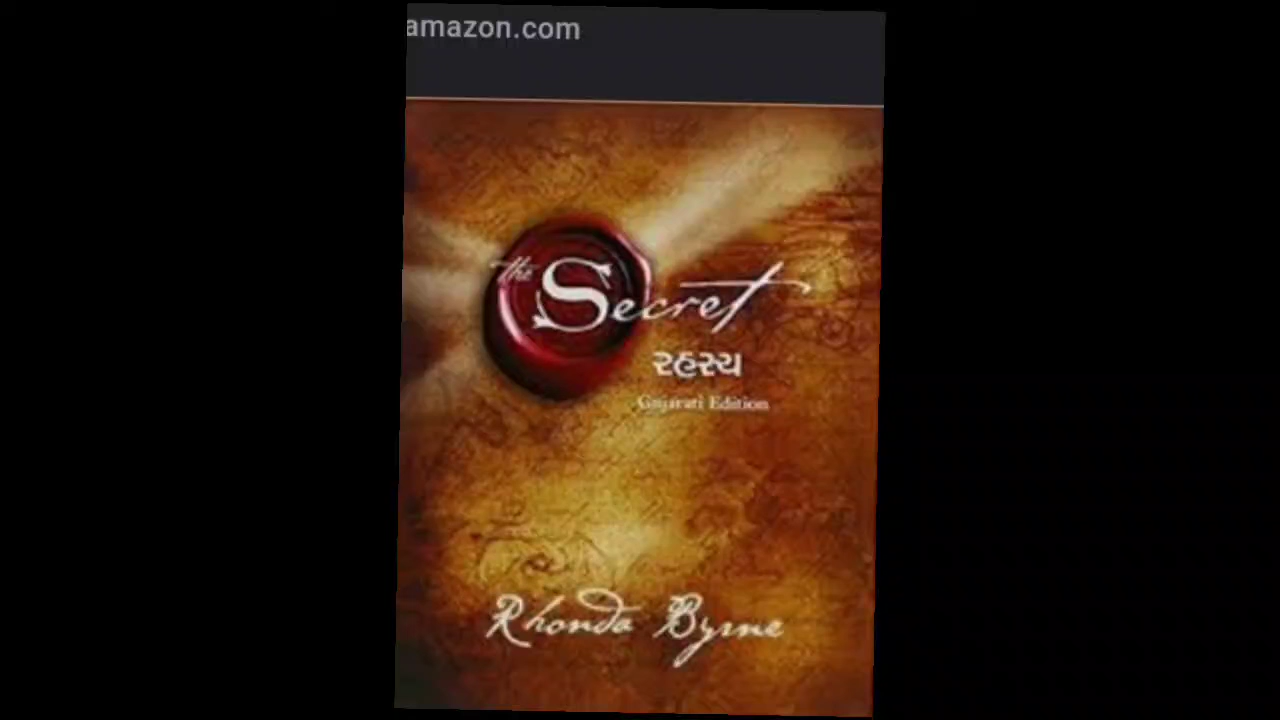 amazon.com
the Secret
રહસ્ય
Gujarati Edition
Rhonda Byrne